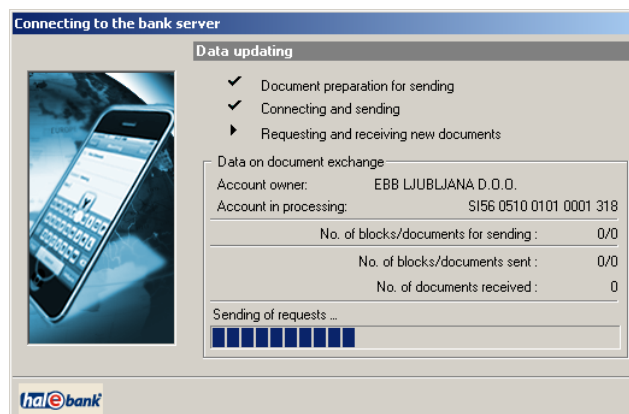 Connecting to the bank server
Data updating
Document preparation for sending
Connecting and sending
Requesting and receiving new documents
Data on document exchange
Account owner: EBB LJUBLJANA D.O.O.
Account in processing: SI56 0510 0101 0001 318
No. of blocks/documents for sending : 0/0
No. of blocks/documents sent : 0/0
No. of documents received : 0
Sending of requests ...
halebank